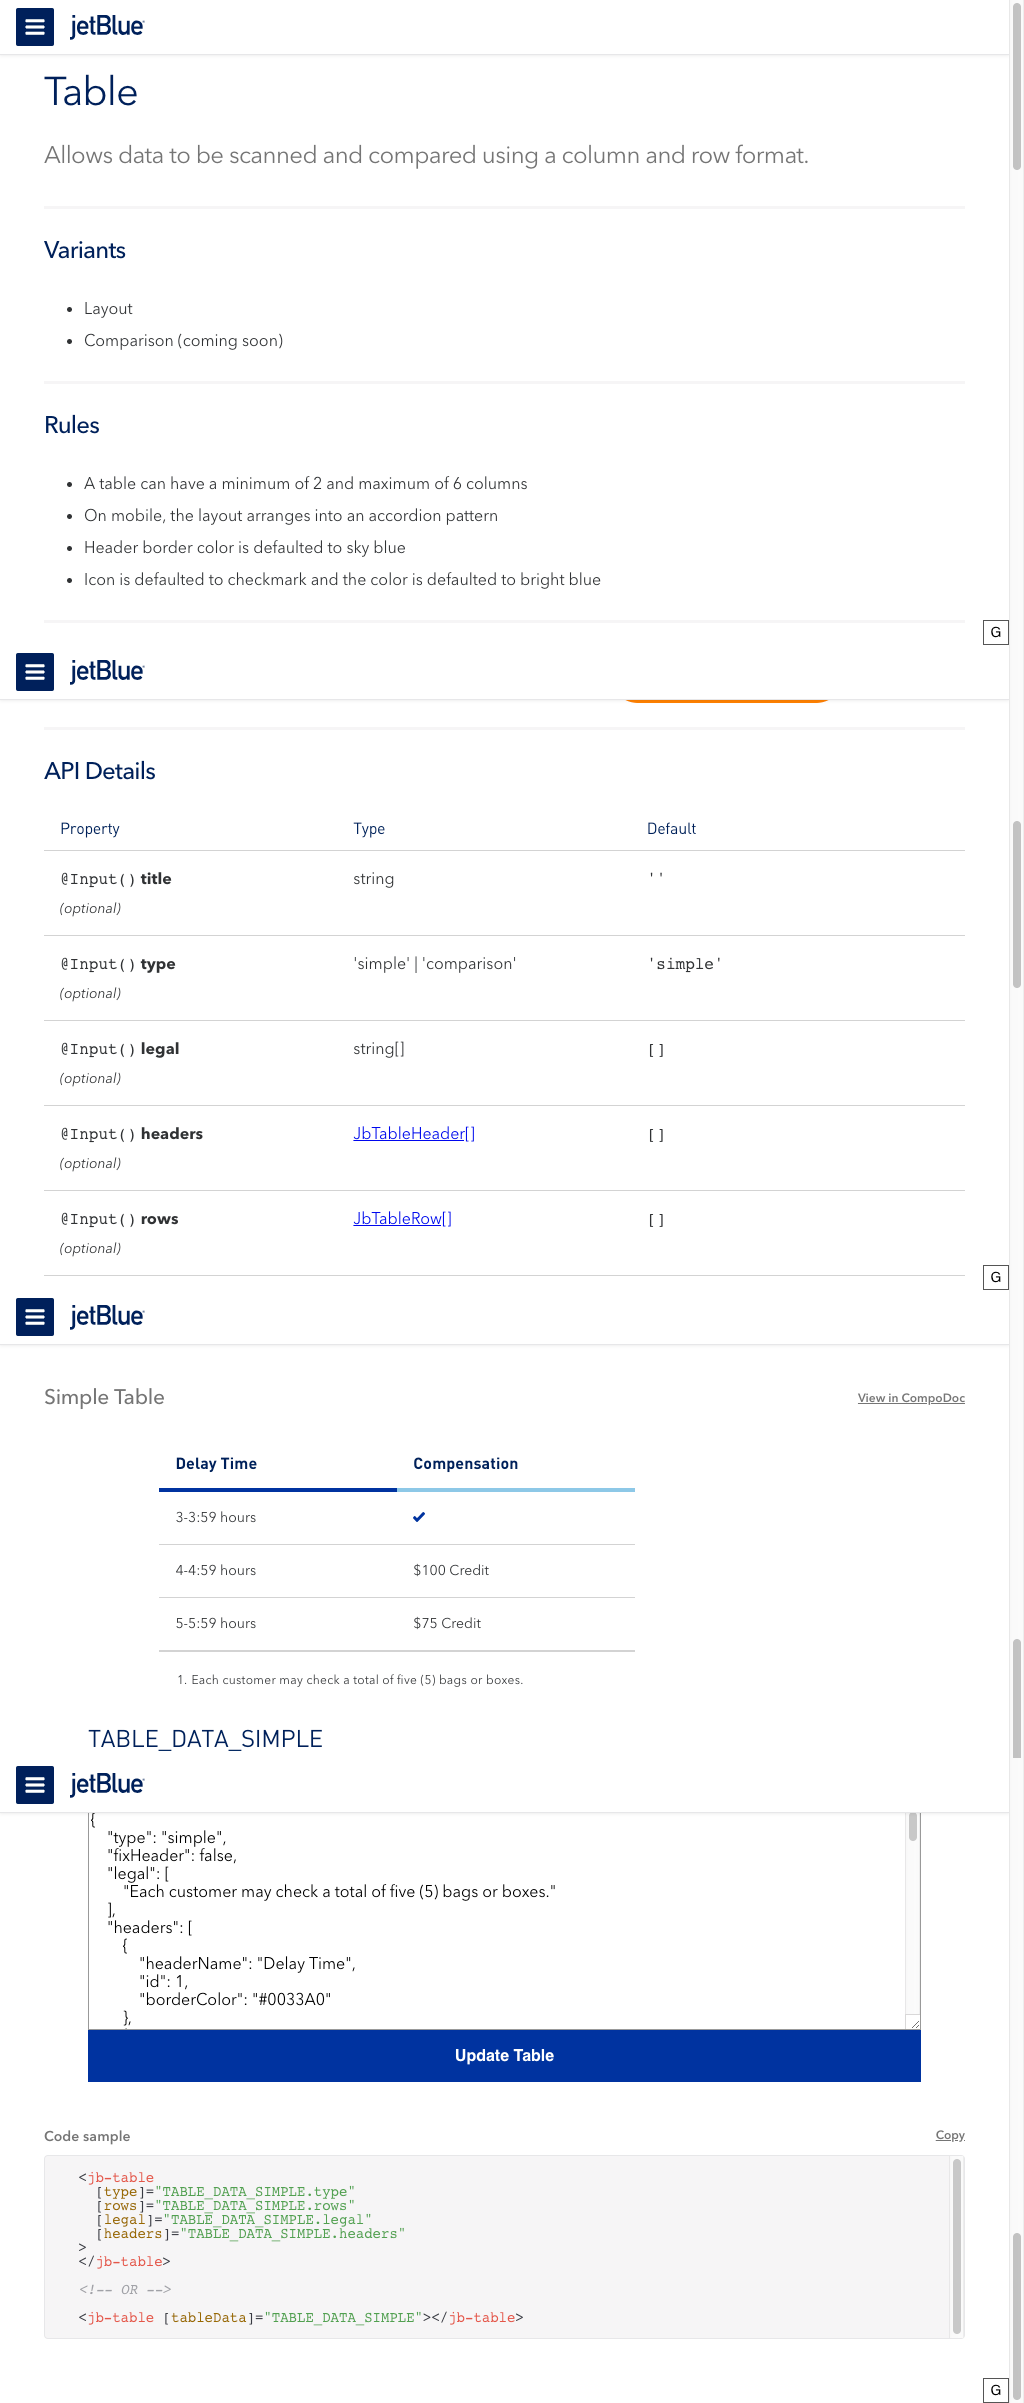 jetBlue
Table
Allows data to be scanned and compared using a column and row format.
Variants
Layout
Comparison (coming soon)
Rules
A table can have a minimum of 2 and maximum of 6 columns
On mobile, the layout arranges into an accordion pattern
Header border color is defaulted to sky blue
Icon is defaulted to checkmark and the color is defaulted to bright blue
G
jetBlue
API Details
Property Type Default
@Input() title string ''
(optional)
@Input() type 'simple' | 'comparison' 'simple'
(optional)
@Input() legal string[] []
(optional)
@Input() headers JbTableHeader[] []
(optional)
@Input() rows JbTableRow[] []
(optional)
G
jetBlue
Simple Table View in CompoDoc
Delay Time Compensation
3-3:59 hours
4-4:59 hours $100 Credit
5-5:59 hours $75 Credit
1. Each customer may check a total of five (5) bags or boxes.
TABLE_DATA_SIMPLE
jetBlue
{
"type": "simple",
"fixHeader": false,
"legal": [
"Each customer may check a total of five (5) bags or boxes."
],
"headers": [
{
"headerName": "Delay Time",
"id": 1,
"borderColor": "#0033A0"
},
Update Table
Code sample Copy
<jb-table
[type]="TABLE_DATA_SIMPLE.type"
[rows]="TABLE_DATA_SIMPLE.rows"
[legal]="TABLE_DATA_SIMPLE.legal"
[headers]="TABLE_DATA_SIMPLE.headers"
>
</jb-table>
<!-- OR -->
<jb-table [tableData]="TABLE_DATA_SIMPLE"></jb-table>
G